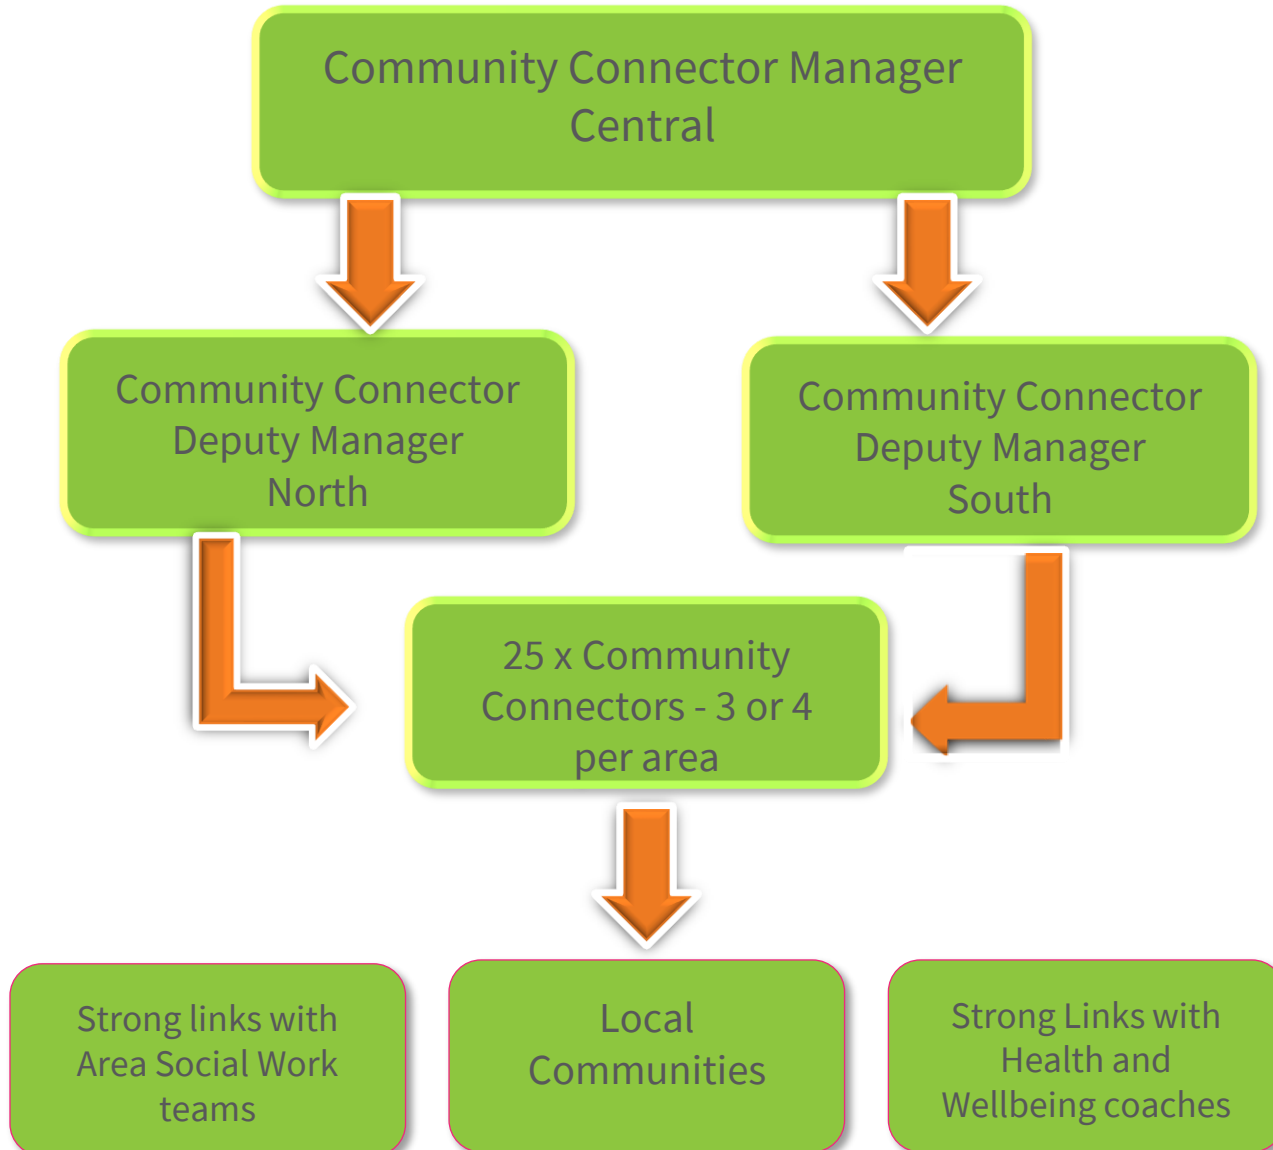 Community Connector Manager
Central
Community Connector
Deputy Manager
North
Community Connector
Deputy Manager
South
25 x Community
Connectors - 3 or 4
per area
Strong links with
Area Social Work
teams
Local
Communities
Strong Links with
Health and
Wellbeing coaches